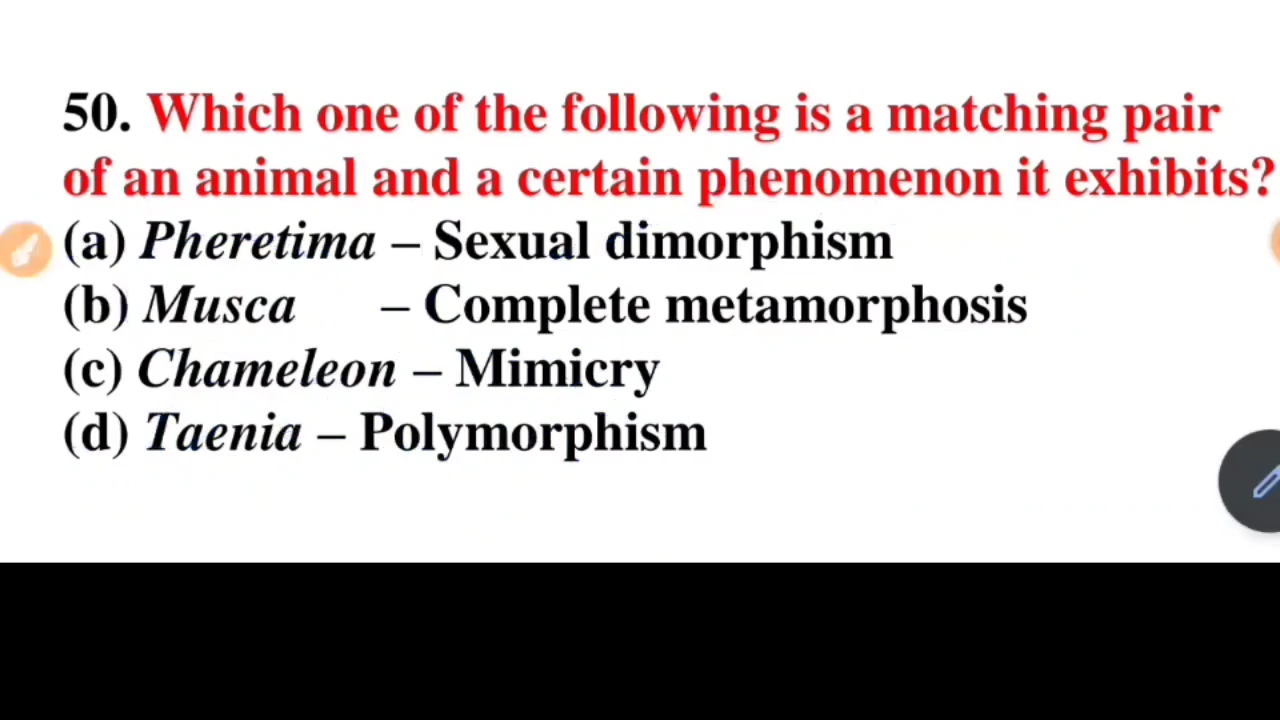 50. Which one of the following is a matching pair
of an animal and a certain phenomenon it exhibits?
(a) Pheretima – Sexual dimorphism
(b) Musca – Complete metamorphosis
(c) Chameleon – Mimicry
(d) Taenia – Polymorphism